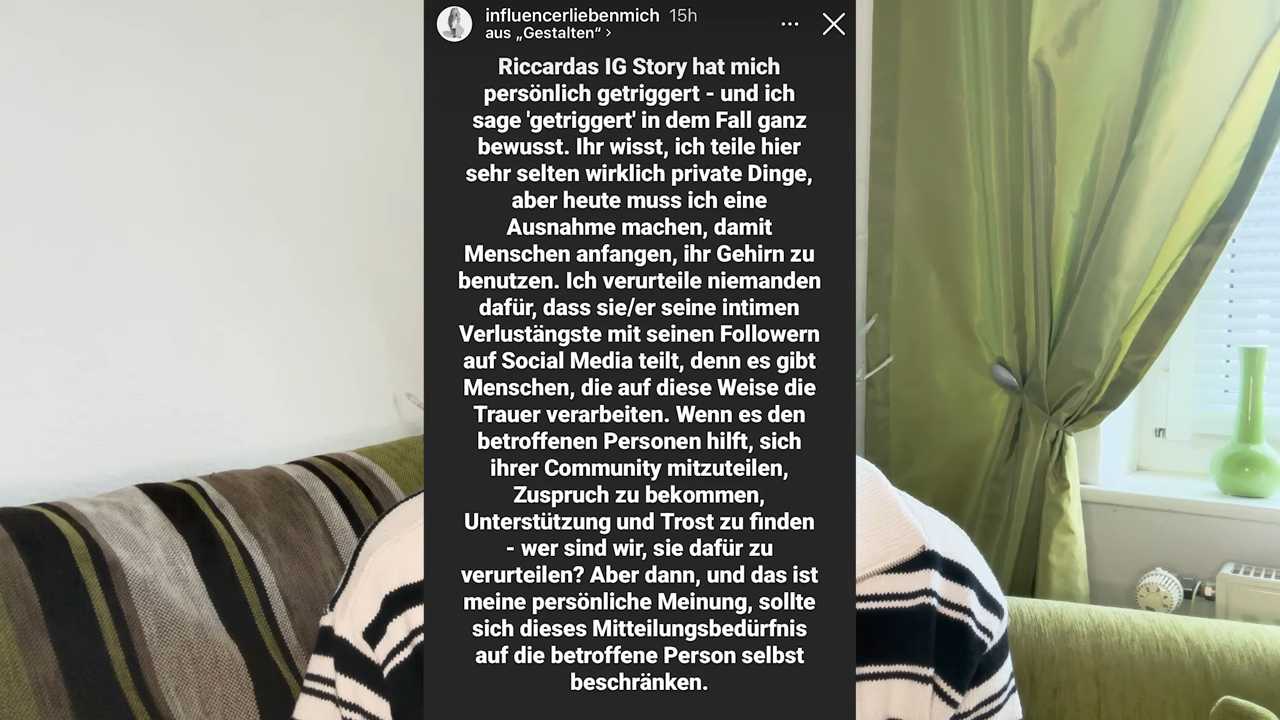 influencerliebenmich 15h
aus „Gestalten“ ›
Riccardas IG Story hat mich
persönlich getriggert - und ich
sage 'getriggert' in dem Fall ganz
bewusst. Ihr wisst, ich teile hier
sehr selten wirklich private Dinge,
aber heute muss ich eine
Ausnahme machen, damit
Menschen anfangen, ihr Gehirn zu
benutzen. Ich verurteile niemanden
dafür, dass sie/er seine intimen
Verlustängste mit seinen Followern
auf Social Media teilt, denn es gibt
Menschen, die auf diese Weise die
Trauer verarbeiten. Wenn es den
betroffenen Personen hilft, sich
ihrer Community mitzuteilen,
Zuspruch zu bekommen,
Unterstützung und Trost zu finden
- wer sind wir, sie dafür zu
verurteilen? Aber dann, und das ist
meine persönliche Meinung, sollte
sich dieses Mitteilungsbedürfnis
auf die betroffene Person selbst
beschränken.